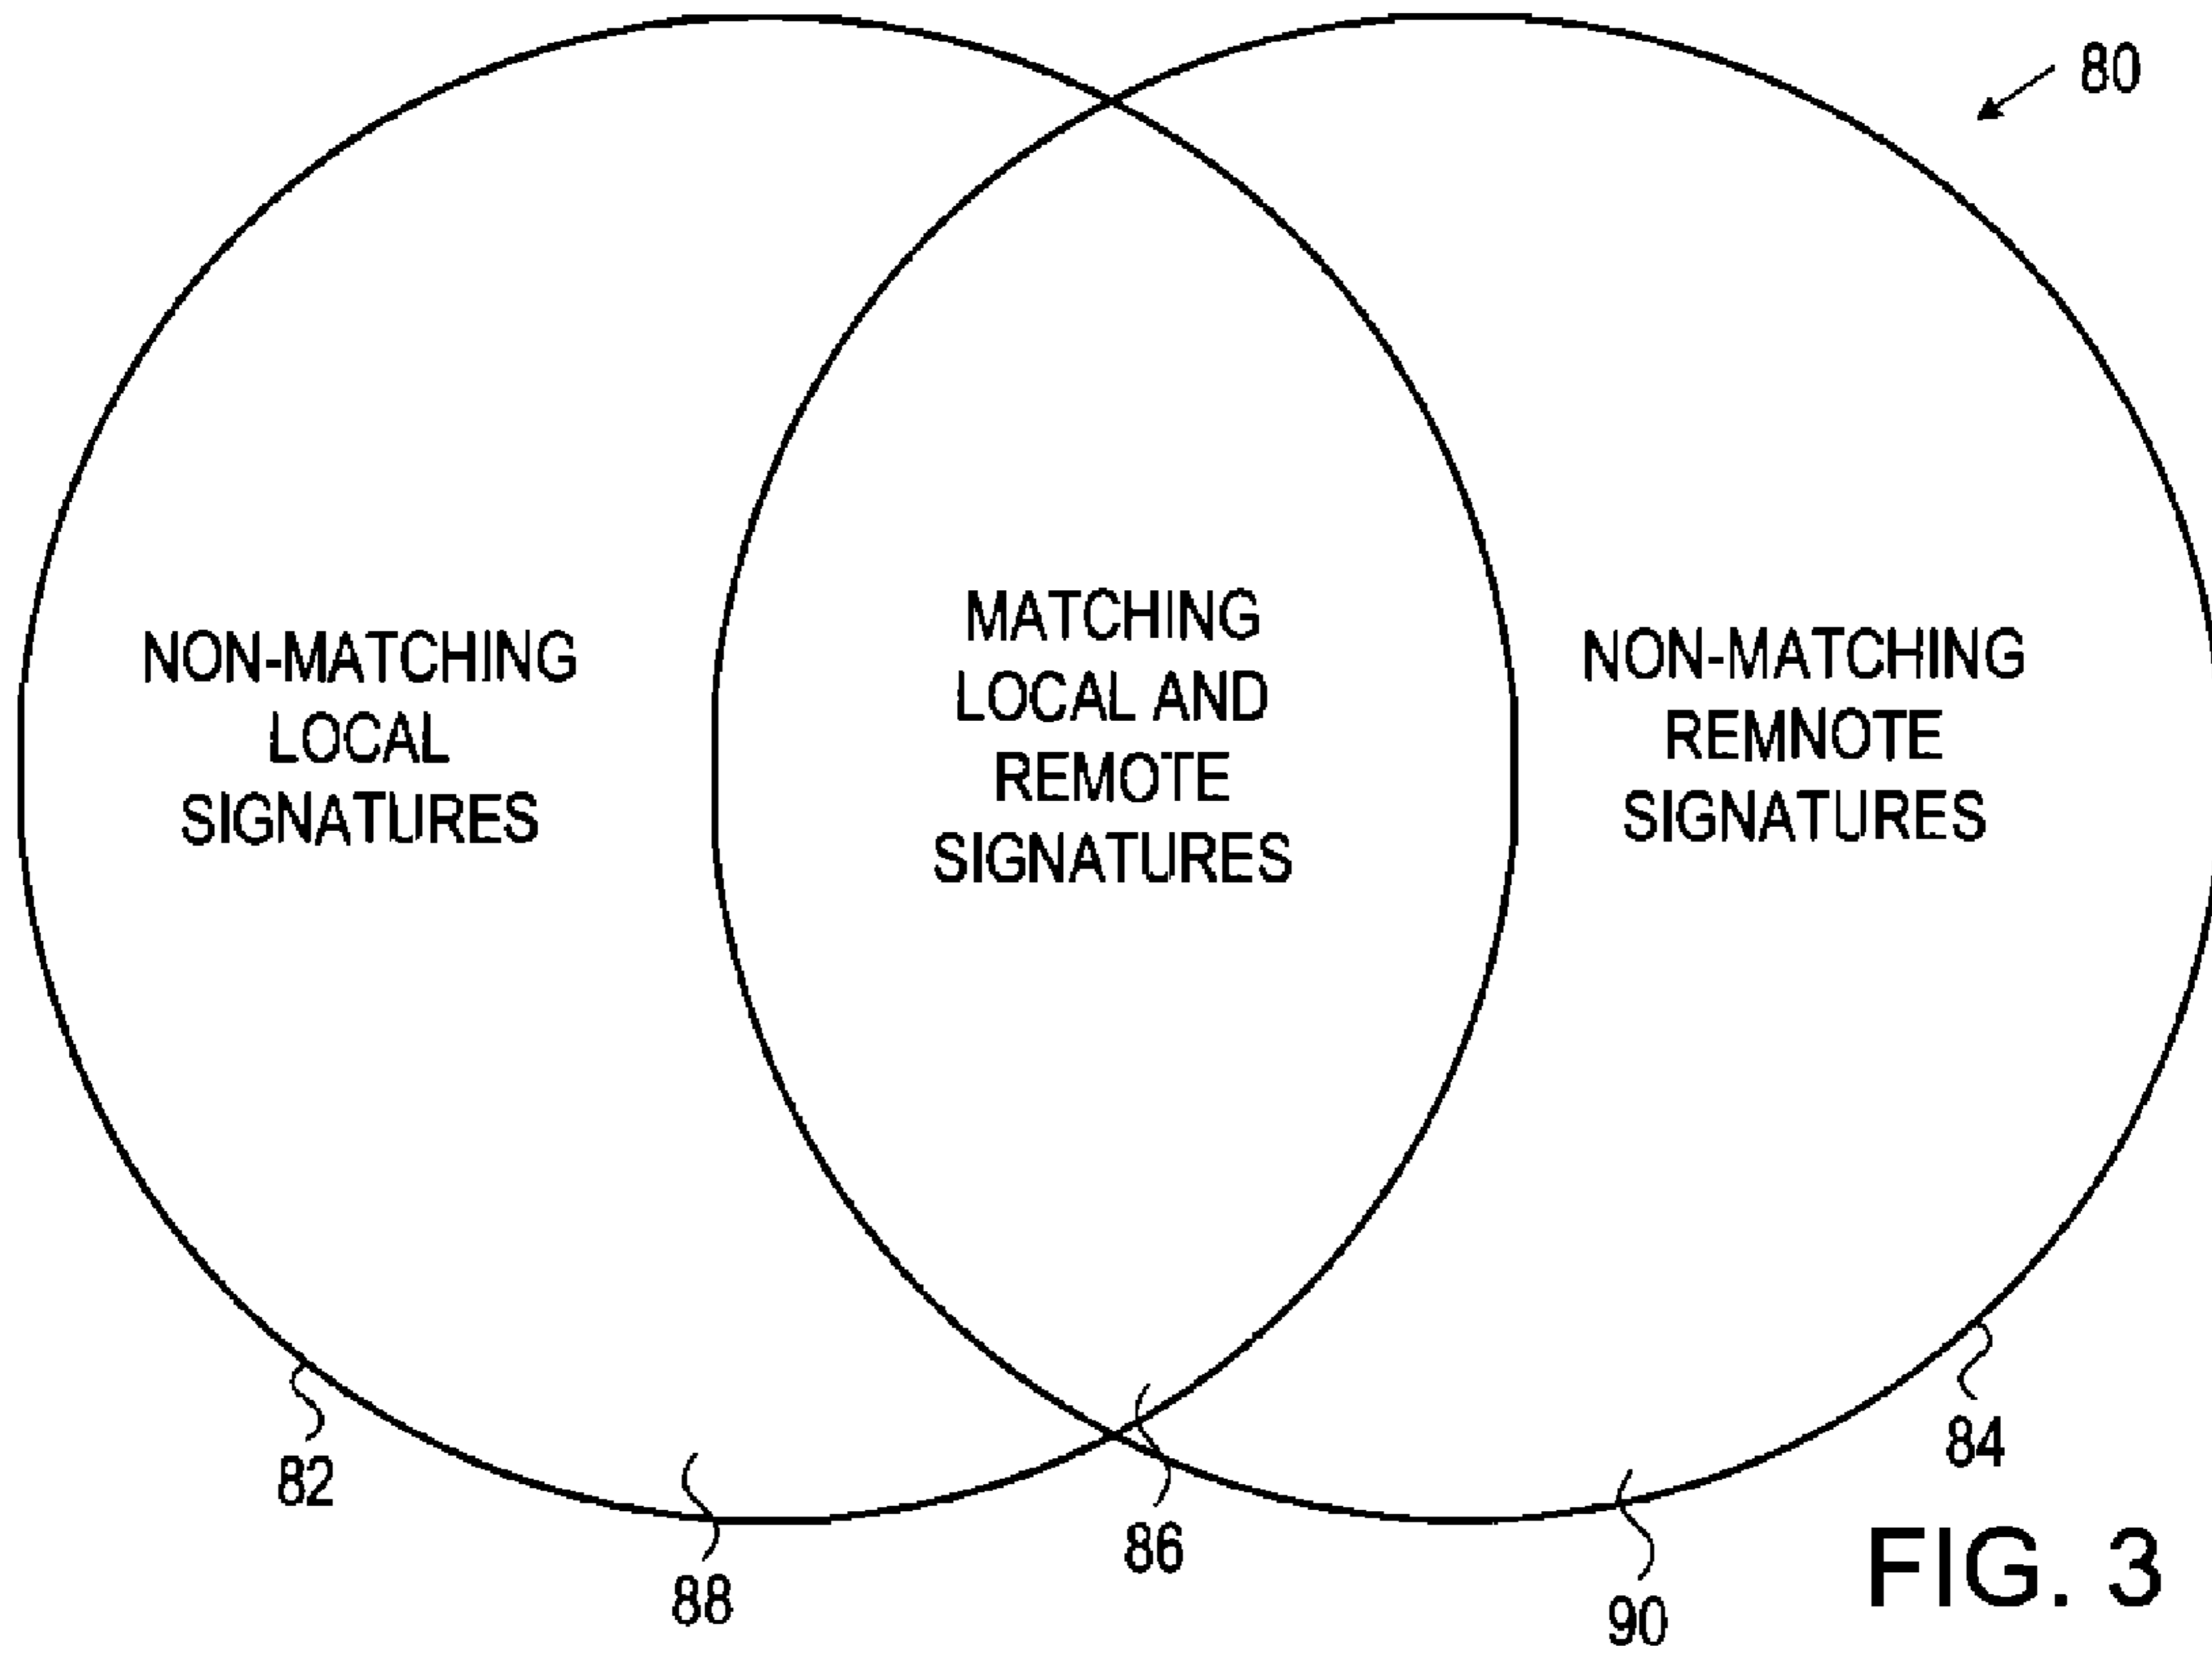 80
NON-MATCHING
LOCAL
SIGNATURES
MATCHING
LOCAL AND
REMOTE
SIGNATURES
NON-MATCHING
REMNOTE
SIGNATURES
82
88
86
90
84
FIG. 3